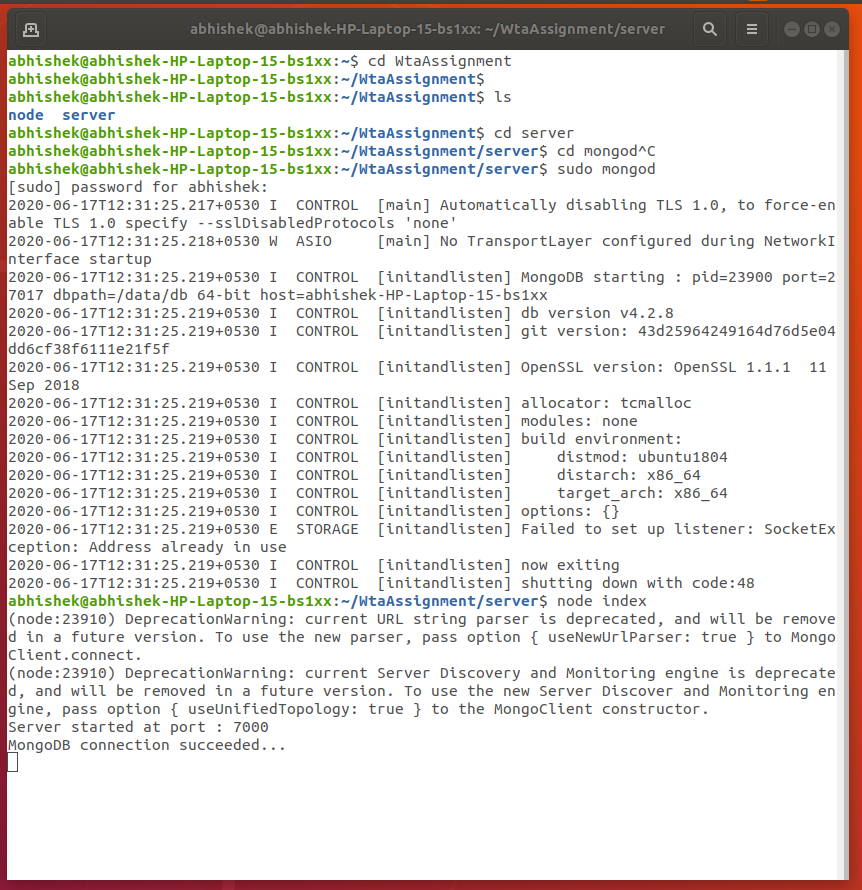 abhishek@abhishek-HP-Laptop-15-bs1xx: ~/WtaAssignment/server
abhishek@abhishek-HP-Laptop-15-bs1xx:~$ cd WtaAssignment
abhishek@abhishek-HP-Laptop-15-bs1xx:~/WtaAssignment$
abhishek@abhishek-HP-Laptop-15-bs1xx:~/WtaAssignment$ ls
node  server
abhishek@abhishek-HP-Laptop-15-bs1xx:~/WtaAssignment$ cd server
abhishek@abhishek-HP-Laptop-15-bs1xx:~/WtaAssignment/server$ cd mongod^C
abhishek@abhishek-HP-Laptop-15-bs1xx:~/WtaAssignment/server$ sudo mongod
[sudo] password for abhishek:
2020-06-17T12:31:25.217+0530 I  CONTROL  [main] Automatically disabling TLS 1.0, to force-en
able TLS 1.0 specify --sslDisabledProtocols 'none'
2020-06-17T12:31:25.218+0530 W  ASIO     [main] No TransportLayer configured during NetworkI
nterface startup
2020-06-17T12:31:25.219+0530 I  CONTROL  [initandlisten] MongoDB starting : pid=23900 port=2
7017 dbpath=/data/db 64-bit host=abhishek-HP-Laptop-15-bs1xx
2020-06-17T12:31:25.219+0530 I  CONTROL  [initandlisten] db version v4.2.8
2020-06-17T12:31:25.219+0530 I  CONTROL  [initandlisten] git version: 43d25964249164d76d5e04
dd6cf38f6111e21f5f
2020-06-17T12:31:25.219+0530 I  CONTROL  [initandlisten] OpenSSL version: OpenSSL 1.1.1  11
Sep 2018
2020-06-17T12:31:25.219+0530 I  CONTROL  [initandlisten] allocator: tcmalloc
2020-06-17T12:31:25.219+0530 I  CONTROL  [initandlisten] modules: none
2020-06-17T12:31:25.219+0530 I  CONTROL  [initandlisten] build environment:
2020-06-17T12:31:25.219+0530 I  CONTROL  [initandlisten]     distmod: ubuntu1804
2020-06-17T12:31:25.219+0530 I  CONTROL  [initandlisten]     distarch: x86_64
2020-06-17T12:31:25.219+0530 I  CONTROL  [initandlisten]     target_arch: x86_64
2020-06-17T12:31:25.219+0530 I  CONTROL  [initandlisten] options: {}
2020-06-17T12:31:25.219+0530 E  STORAGE  [initandlisten] Failed to set up listener: SocketEx
ception: Address already in use
2020-06-17T12:31:25.219+0530 I  CONTROL  [initandlisten] now exiting
2020-06-17T12:31:25.219+0530 I  CONTROL  [initandlisten] shutting down with code:48
abhishek@abhishek-HP-Laptop-15-bs1xx:~/WtaAssignment/server$ node index
(node:23910) DeprecationWarning: current URL string parser is deprecated, and will be remove
d in a future version. To use the new parser, pass option { useNewUrlParser: true } to Mongo
Client.connect.
(node:23910) DeprecationWarning: current Server Discovery and Monitoring engine is deprecate
d, and will be removed in a future version. To use the new Server Discover and Monitoring en
gine, pass option { useUnifiedTopology: true } to the MongoClient constructor.
Server started at port : 7000
MongoDB connection succeeded...